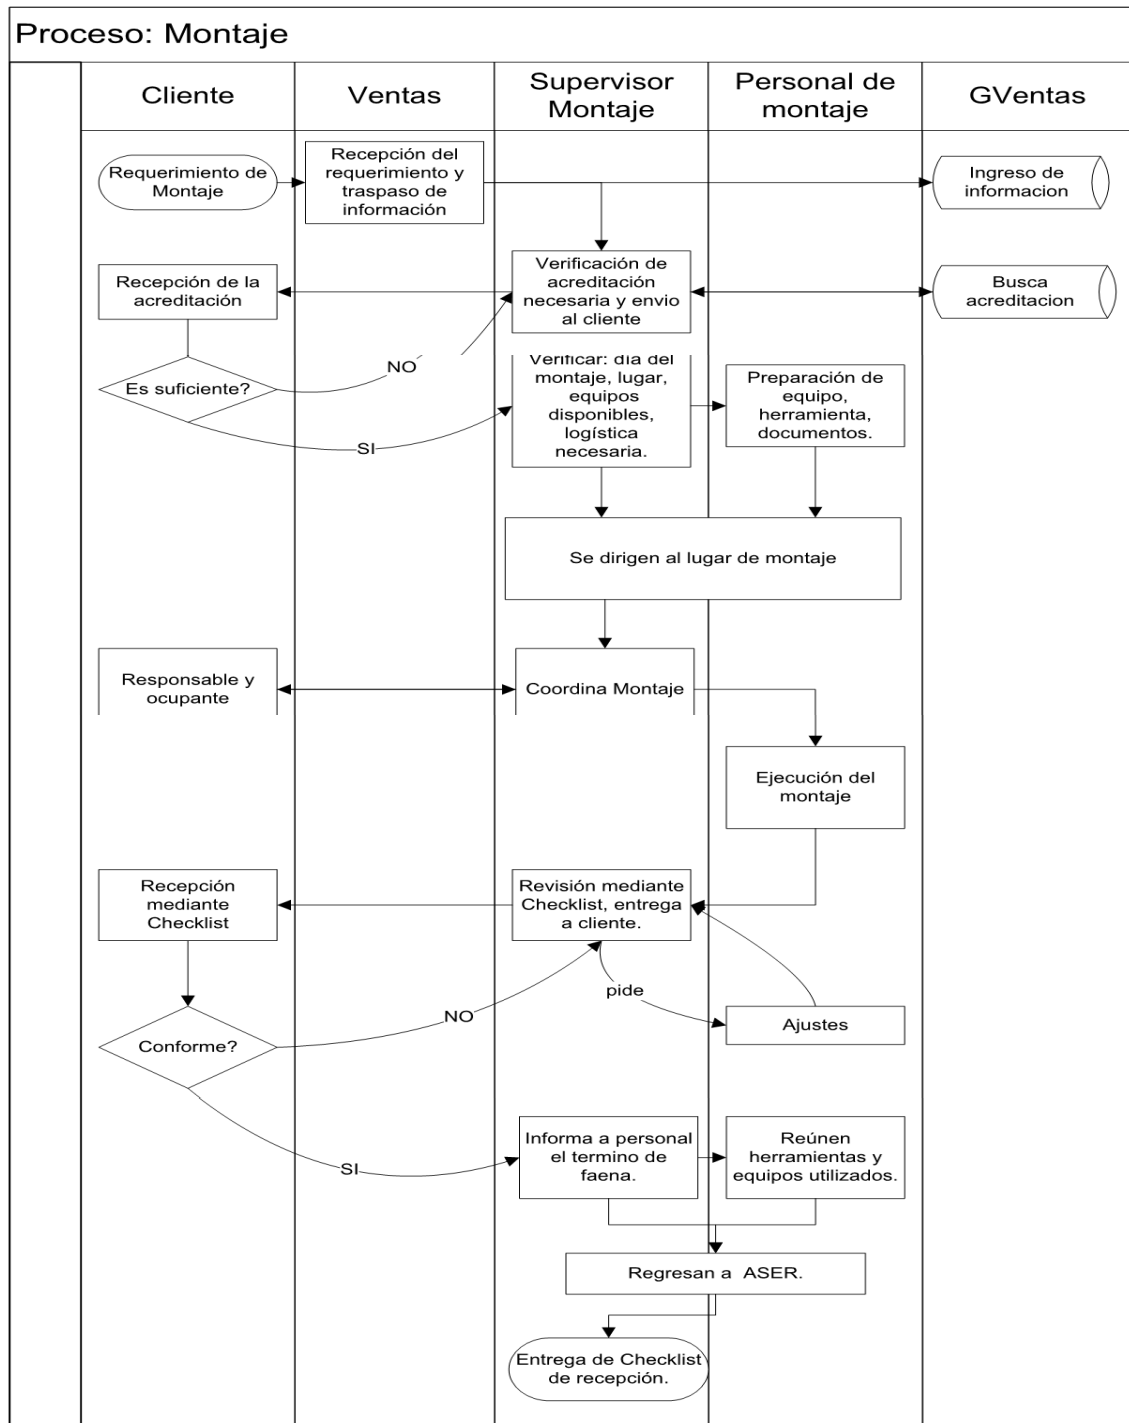 Proceso: Montaje
Cliente
Ventas
Supervisor
Montaje
Personal de
montaje
GVentas
Requerimiento de
Montaje
Recepción del
requerimiento y
traspaso de
información
Ingreso de
informacion
Recepción de la
acreditación
Verificación de
acreditación
necesaria y envio
al cliente
Busca
acreditacion
Es suficiente?
NO
SI
Verificar: día del
montaje, lugar,
equipos
disponibles,
logística
necesaria.
Preparación de
equipo,
herramienta,
documentos.
Se dirigen al lugar de montaje
Responsable y
ocupante
Coordina Montaje
Ejecución del
montaje
Recepción
mediante
Checklist
Revisión mediante
Checklist, entrega
a cliente.
pide
Ajustes
Conforme?
NO
SI
Informa a personal
el termino de
faena.
Reúnen
herramientas y
equipos utilizados.
Regresan a  ASER.
Entrega de Checklist
de recepción.